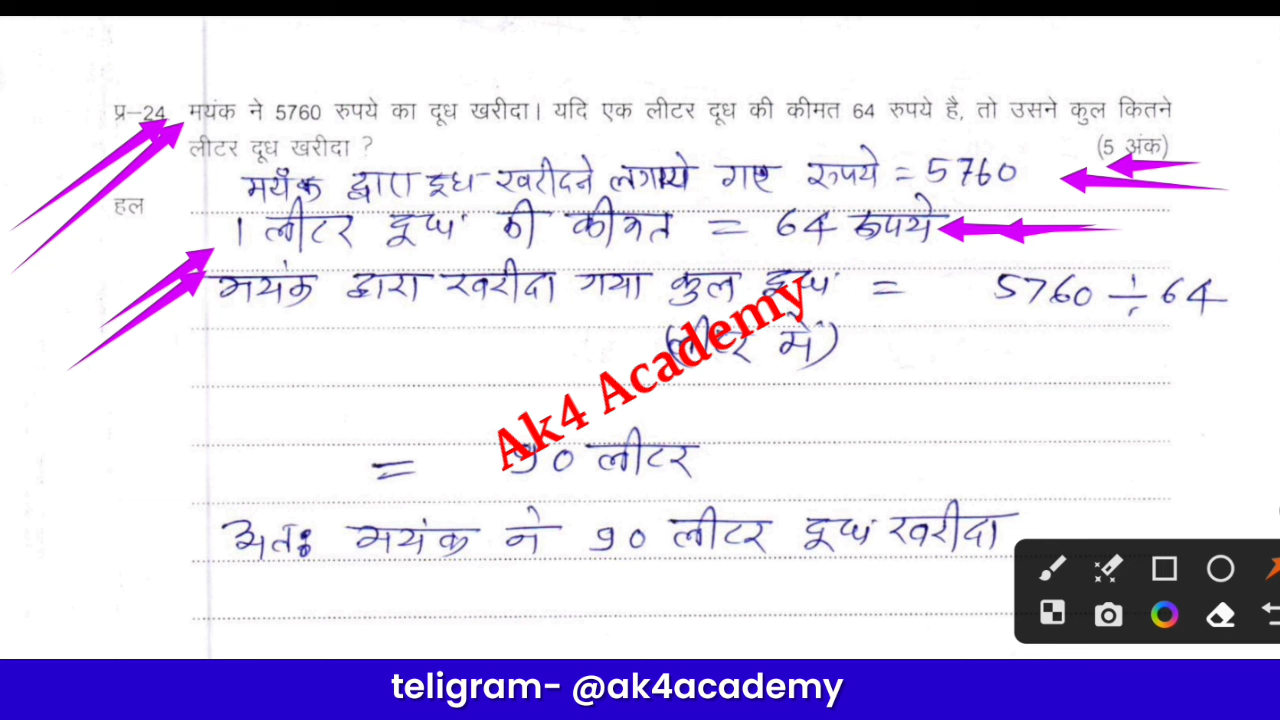 प्र–24 मयंक ने 5760 रुपये का दूध खरीदा। यदि एक लीटर दूध की कीमत 64 रुपये है, तो उसने कुल कितने
लीटर दूध खरीदा ? (5 अंक)
मयंक द्वारा दूध खरीदने लगाये गए रुपये = 5760
हल
1 लीटर दूध की कीमत = 64 रुपये
मयंक द्वारा खरीदा गया कुल दूध = 5760 ÷ 64
(लीटर में)
Ak4 Academy
= 90 लीटर
अतः मयंक ने 90 लीटर दूध खरीदा
teligram- @ak4academy